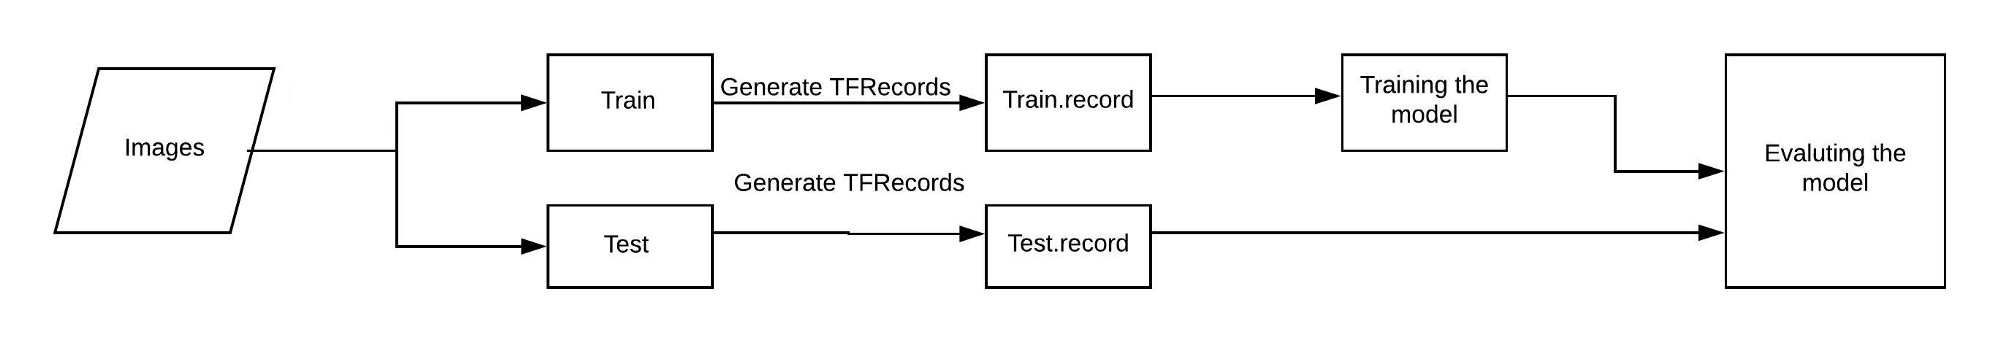 Images
Train
Generate TFRecords
Train.record
Training the
model
Generate TFRecords
Test
Test.record
Evaluting the
model